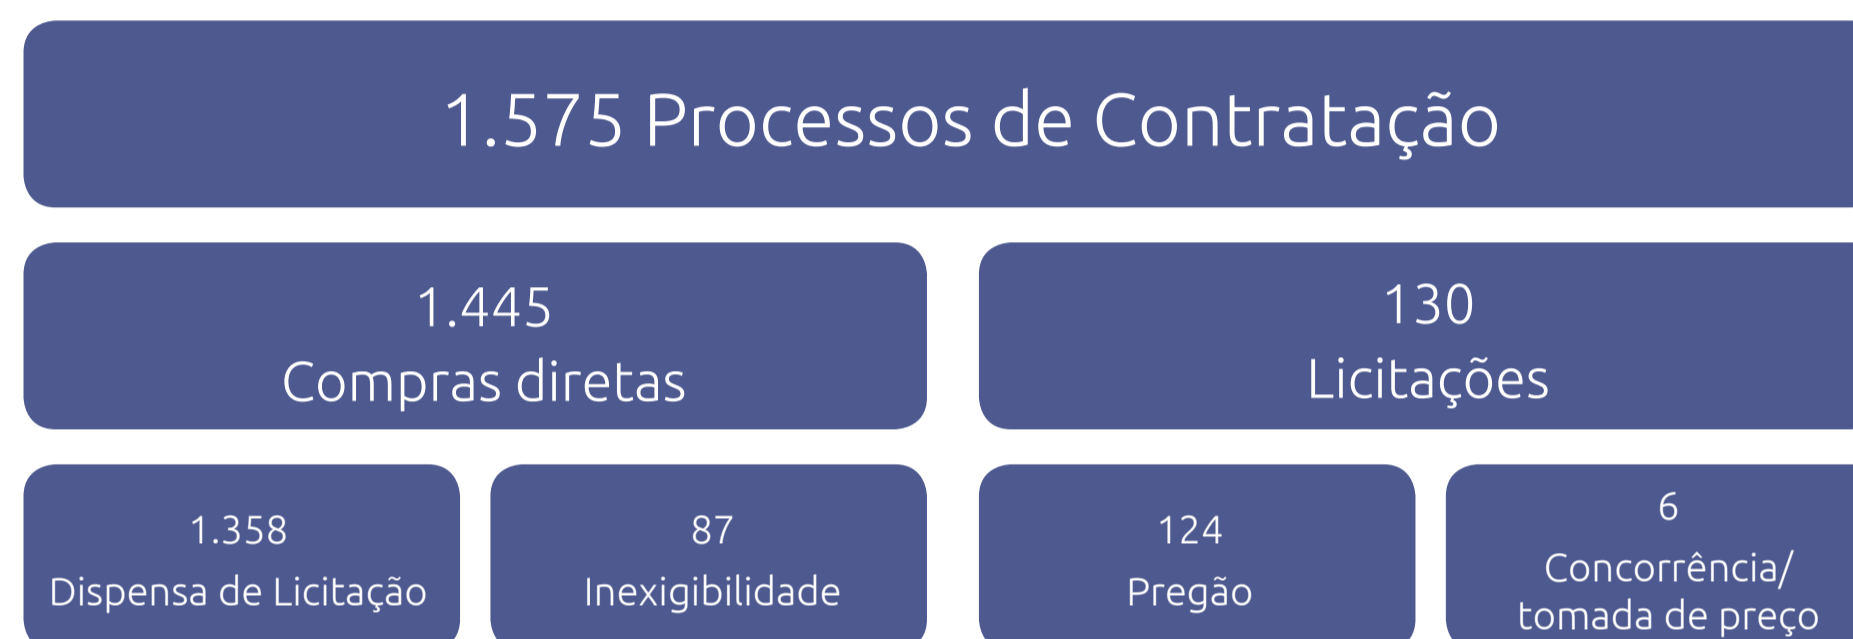 1.575 Processos de Contratação
1.445
Compras diretas
130
Licitações
1.358
Dispensa de Licitação
87
Inexigibilidade
124
Pregão
6
Concorrência/
tomada de preço